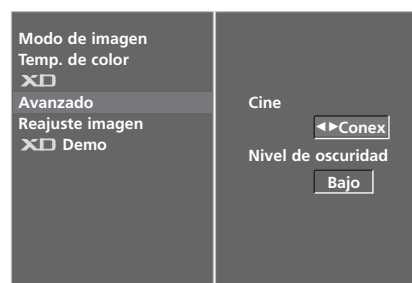 Modo de imagen
Temp. de color
XD
Avanzado
Reajuste imagen
XD Demo
Cine
◄►Conex
Nivel de oscuridad
Bajo